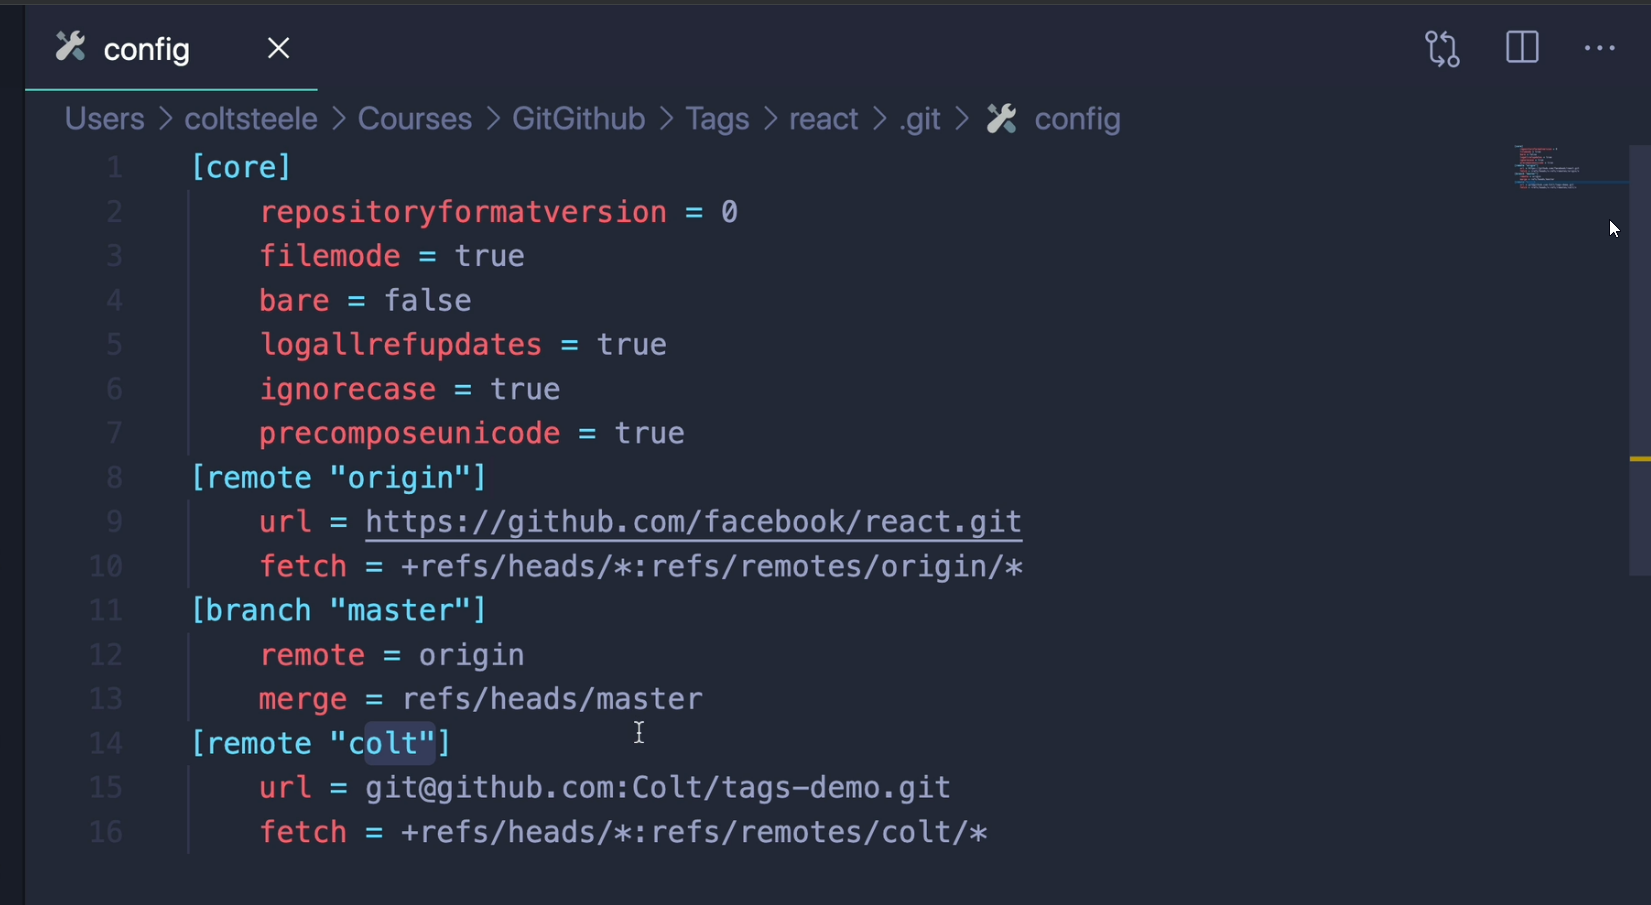 config
Users > coltsteele > Courses > GitGithub > Tags > react > .git > config
1 [core]
2 repositoryformatversion = 0
3 filemode = true
4 bare = false
5 logallrefupdates = true
6 ignorecase = true
7 precomposeunicode = true
8 [remote "origin"]
9 url = https://github.com/facebook/react.git
10 fetch = +refs/heads/*:refs/remotes/origin/*
11 [branch "master"]
12 remote = origin
13 merge = refs/heads/master
14 [remote "colt"]
15 url = git@github.com:Colt/tags-demo.git
16 fetch = +refs/heads/*:refs/remotes/colt/*